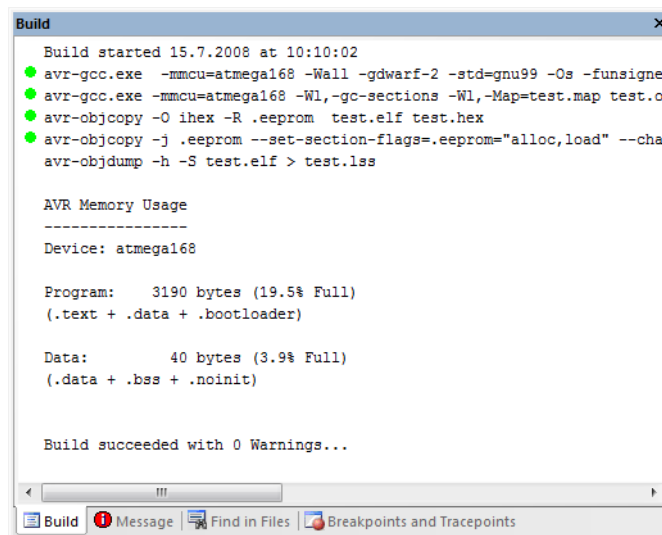 Build
Build started 15.7.2008 at 10:10:02
avr-gcc.exe -mmcu=atmega168 -Wall -gdwarf-2 -std=gnu99 -Os -funsigne
avr-gcc.exe -mmcu=atmega168 -Wl,-gc-sections -Wl,-Map=test.map test.o
avr-objcopy -O ihex -R .eeprom test.elf test.hex
avr-objcopy -j .eeprom --set-section-flags=.eeprom="alloc,load" --cha
avr-objdump -h -S test.elf > test.lss
AVR Memory Usage
----------------
Device: atmega168
Program: 3190 bytes (19.5% Full)
(.text + .data + .bootloader)
Data: 40 bytes (3.9% Full)
(.data + .bss + .noinit)
Build succeeded with 0 Warnings...
Build Message Find in Files Breakpoints and Tracepoints